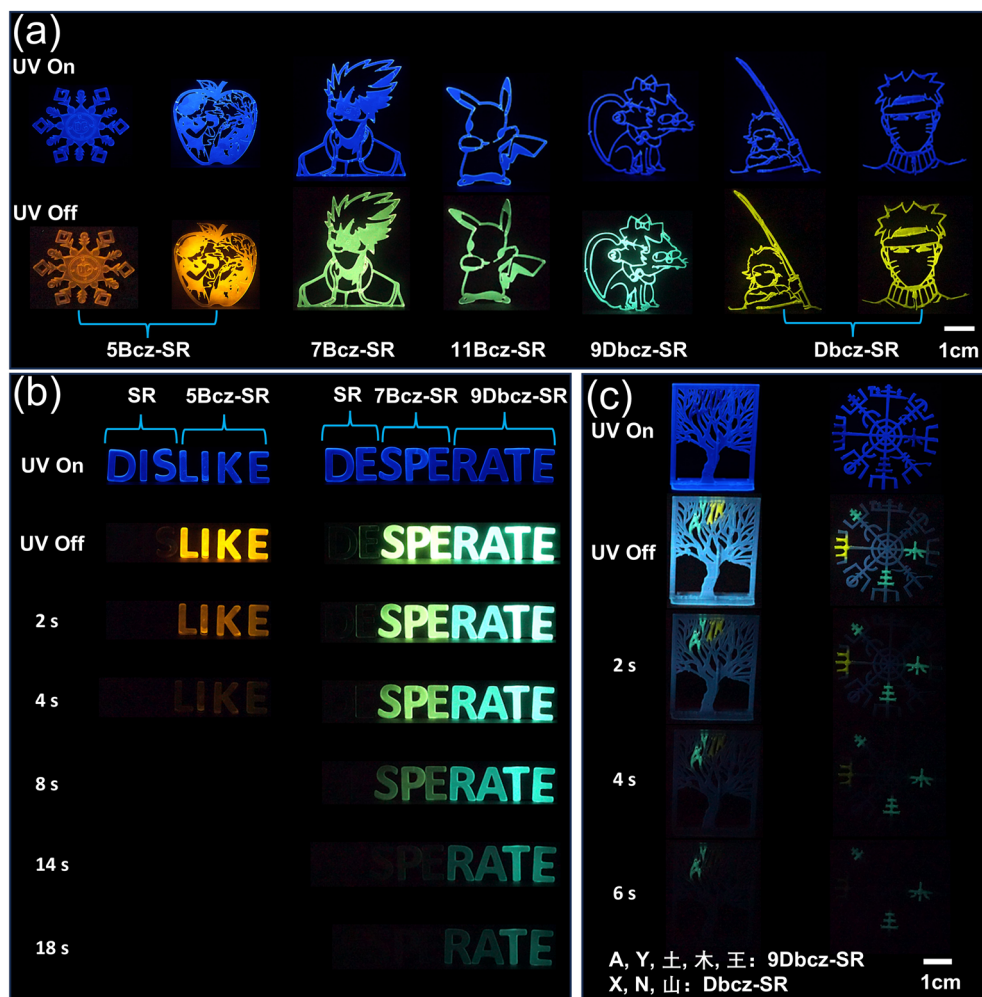 (a)
UV On
UV Off
5Bcz-SR 7Bcz-SR 11Bcz-SR 9Dbcz-SR Dbcz-SR 1cm
(b)
SR 5Bcz-SR SR 7Bcz-SR 9Dbcz-SR
UV On DISLIKE DESPERATE
UV Off LIKE DESPERATE
2 s LIKE SPERATE
4 s LIKE SPERATE
8 s SPERATE
14 s SPERATE
18 s RATE
(c)
UV On
UV Off
2 s
4 s
6 s
A, Y, 土, 木, 王: 9Dbcz-SR
X, N, 山: Dbcz-SR
1cm